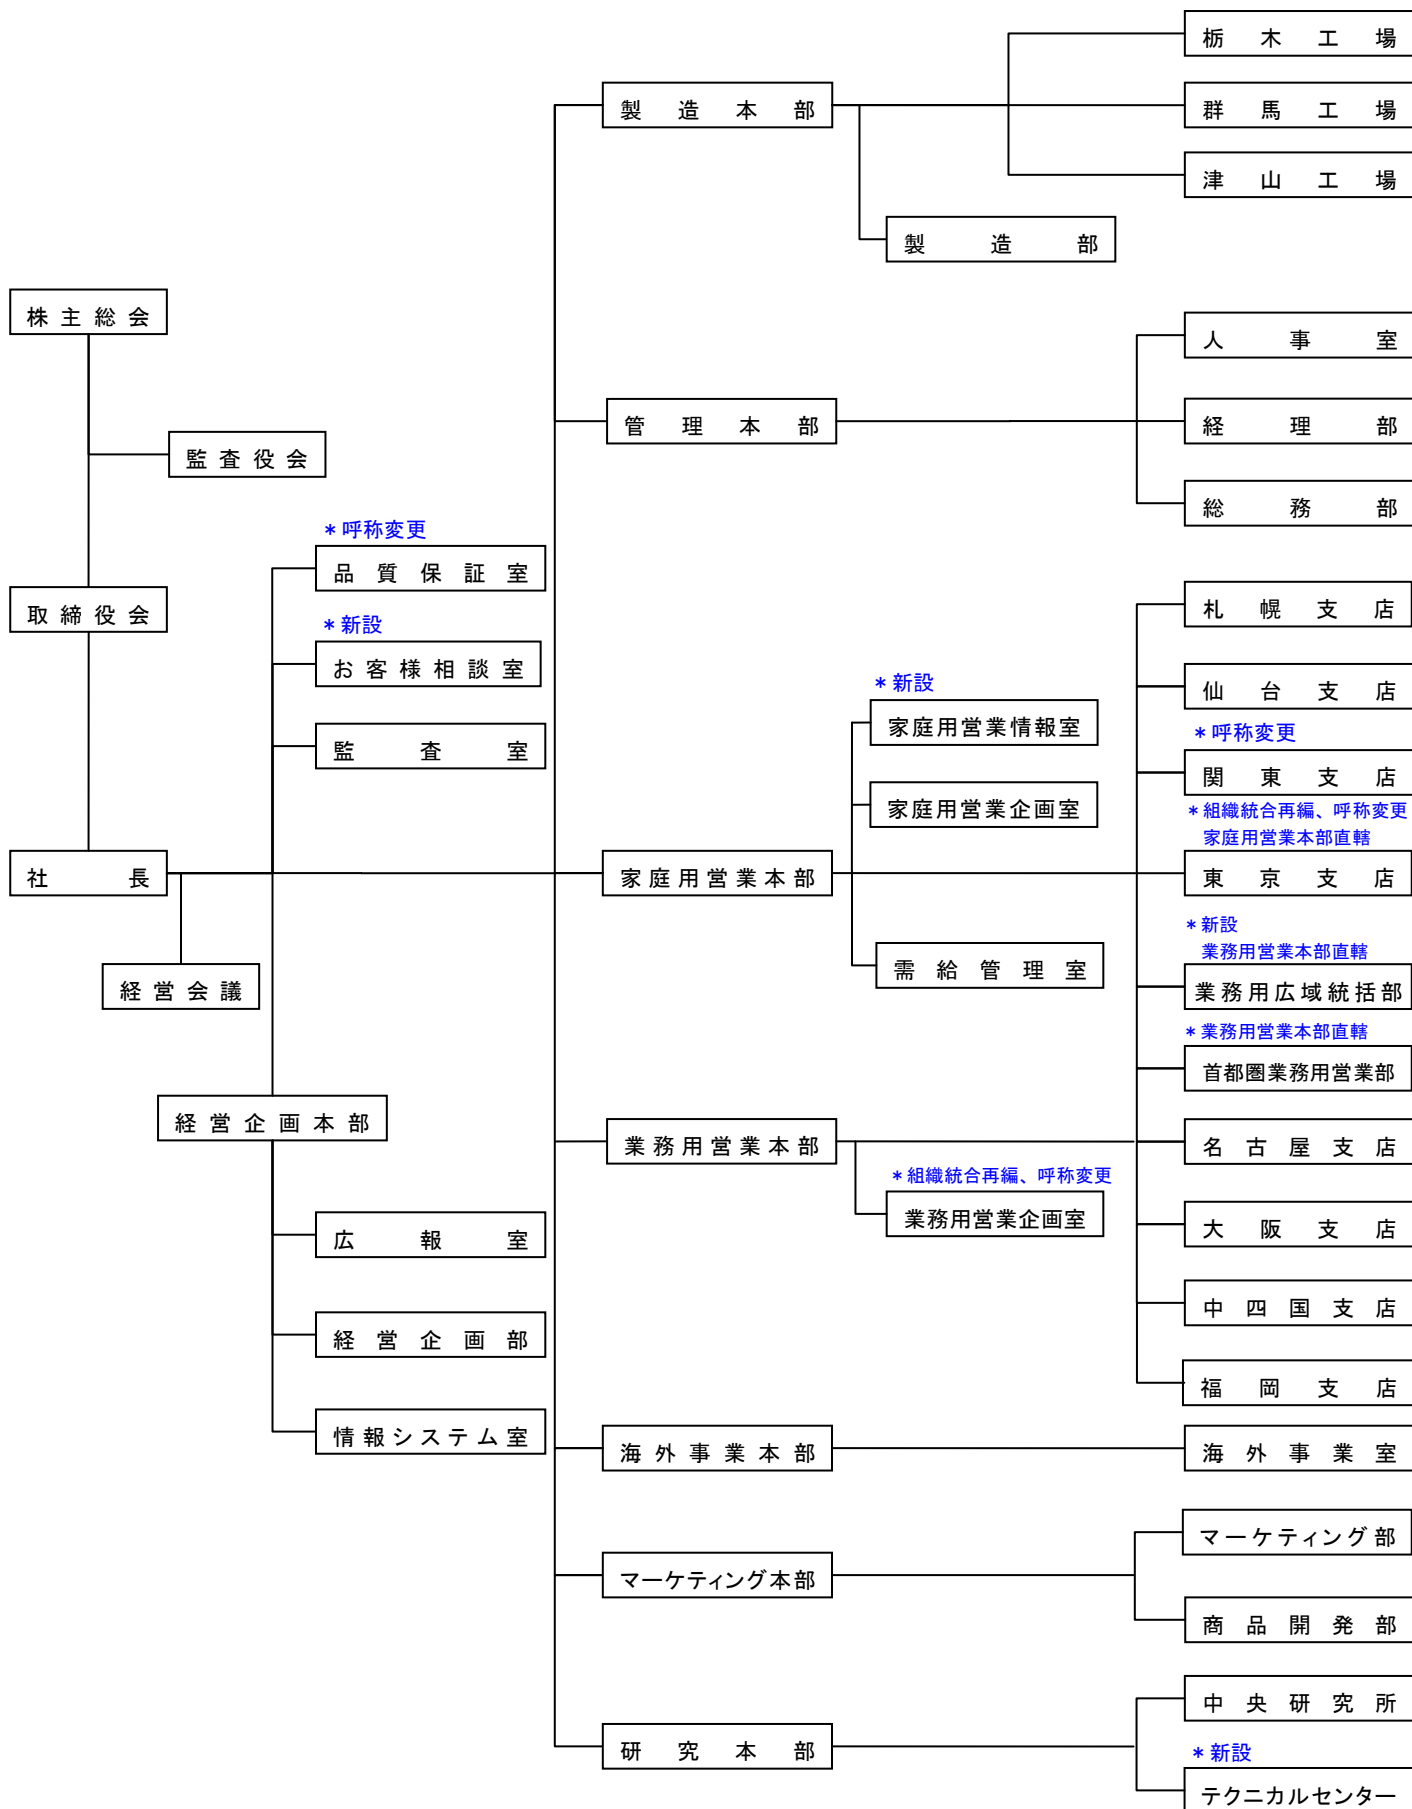 栃木工場
製造本部
群馬工場
津山工場
製造部
株主総会
人事室
管理本部
経理部
監査役会
総務部
*呼称変更
品質保証室
取締役会
札幌支店
*新設
お客様相談室
*新設
仙台支店
家庭用営業情報室
*呼称変更
監査室
関東支店
家庭用営業企画室
*組織統合再編、呼称変更
家庭用営業本部直轄
社長
家庭用営業本部
東京支店
*新設
業務用営業本部直轄
需給管理室
経営会議
業務用広域統括部
*業務用営業本部直轄
首都圏業務用営業部
経営企画本部
業務用営業本部
名古屋支店
*組織統合再編、呼称変更
業務用営業企画室
大阪支店
広報室
中四国支店
経営企画部
福岡支店
情報システム室
海外事業本部
海外事業室
マーケティング部
マーケティング本部
商品開発部
中央研究所
研究本部
*新設
テクニカルセンター